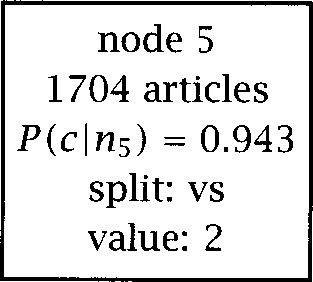 node 5
1704 articles
P(c|n₅) = 0.943
split: vs
value: 2